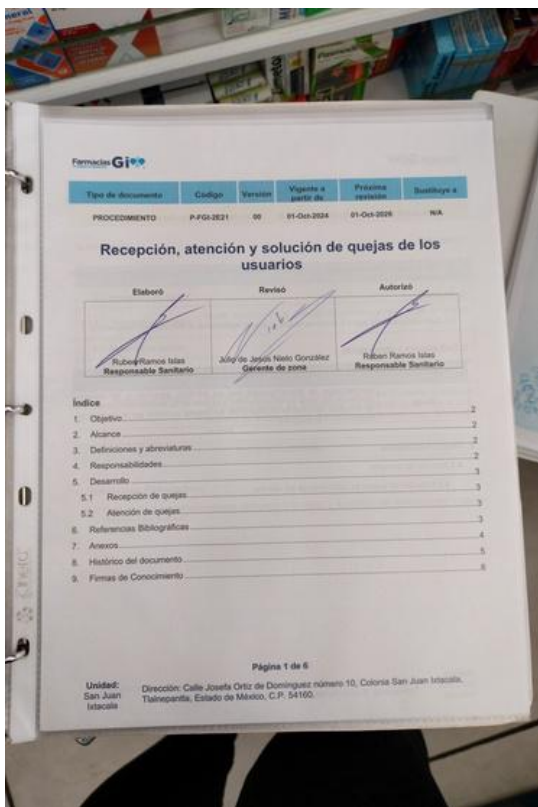 Farmacias Gi
Tipo de documento Código Versión Vigente a partir de Próxima revisión Sustituye a
PROCEDIMIENTO P-FGI-2E21 00 01-Oct-2024 01-Oct-2026 N/A
Recepción, atención y solución de quejas de los
usuarios
Elaboró Revisó Autorizó
Ruben Ramos Islas Julio de Jesús Nieto González Ruben Ramos Islas
Responsable Sanitario Gerente de zona Responsable Sanitario
Índice
1. Objetivo 2
2. Alcance 2
3. Definiciones y abreviaturas 2
4. Responsabilidades 2
5. Desarrollo 3
5.1 Recepción de quejas 3
5.2 Atención de quejas 3
6. Referencias Bibliográficas 3
7. Anexos 4
8. Histórico del documento 5
9. Firmas de Conocimiento 6
Página 1 de 6
Unidad:
San Juan
Ixtacala
Dirección: Calle Josefa Ortiz de Domínguez número 10, Colonia San Juan Ixtacala,
Tlalnepantla, Estado de México, C.P. 54160.